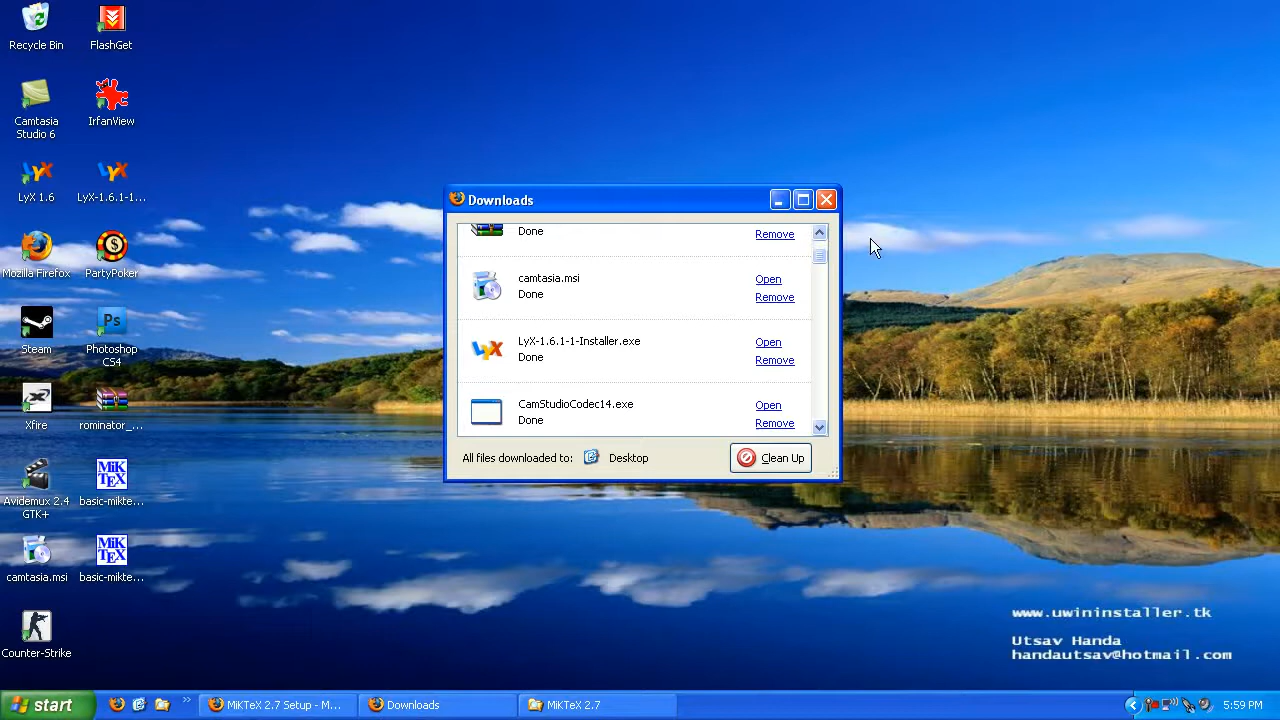 Recycle Bin
FlashGet
Camtasia
Studio 6
IrfanView
LyX 1.6
LyX-1.6.1-1...
Mozilla Firefox
PartyPoker
Steam
Ps
Photoshop
CS4
Xfire
rominator_...
Avidemux 2.4
GTK+
MiKTeX
basic-mikte...
camtasia.msi
MiKTeX
basic-mikte...
Counter-Strike
Downloads
Done
Remove
camtasia.msi
Done
Open
Remove
LyX
LyX-1.6.1-1-Installer.exe
Done
Open
Remove
CamStudioCodec14.exe
Done
Open
Remove
All files downloaded to:
Desktop
Clean Up
www.uwininstaller.tk
Utsav Handa
handautsav@hotmail.com
start
MiKTeX 2.7 Setup - M...
Downloads
MiKTeX 2.7
5:59 PM